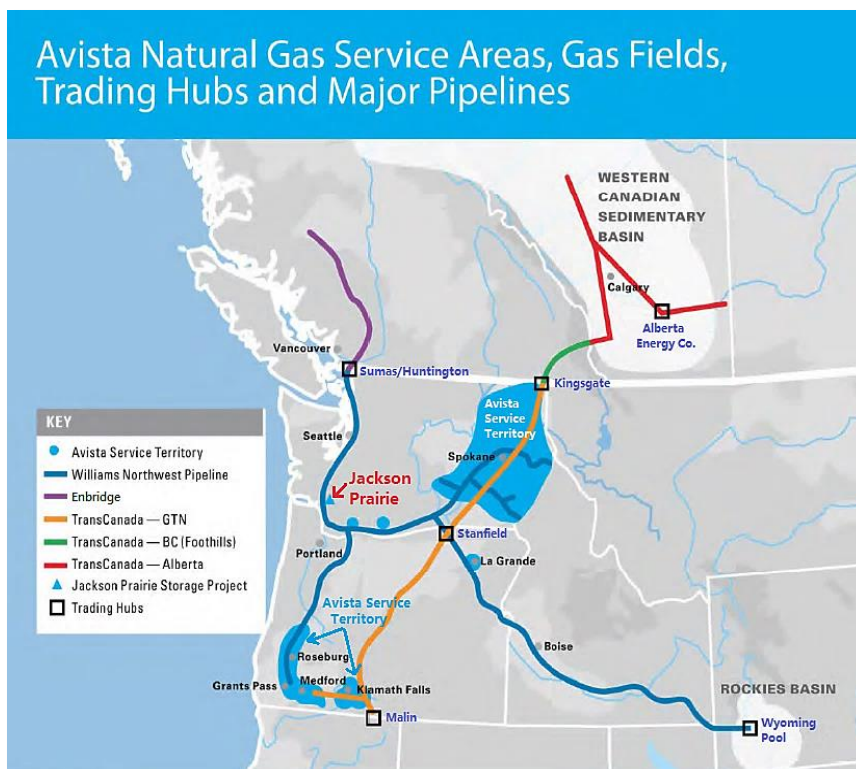 Avista Natural Gas Service Areas, Gas Fields,
Trading Hubs and Major Pipelines
WESTERN
CANADIAN
SEDIMENTARY
BASIN
Calgary
Alberta
Energy Co.
Vancouver
Sumas/Huntington
Kingsgate
Avista
Service
Territory
Seattle
Spokane
Jackson
Prairie
Stanfield
Portland
La Grande
Avista Service
Territory
Boise
Roseburg
Medford
Grants Pass
Klamath Falls
Malin
ROCKIES BASIN
Wyoming
Pool
KEY
Avista Service Territory
Williams Northwest Pipeline
Enbridge
TransCanada — GTN
TransCanada — BC (Foothills)
TransCanada — Alberta
Jackson Prairie Storage Project
Trading Hubs